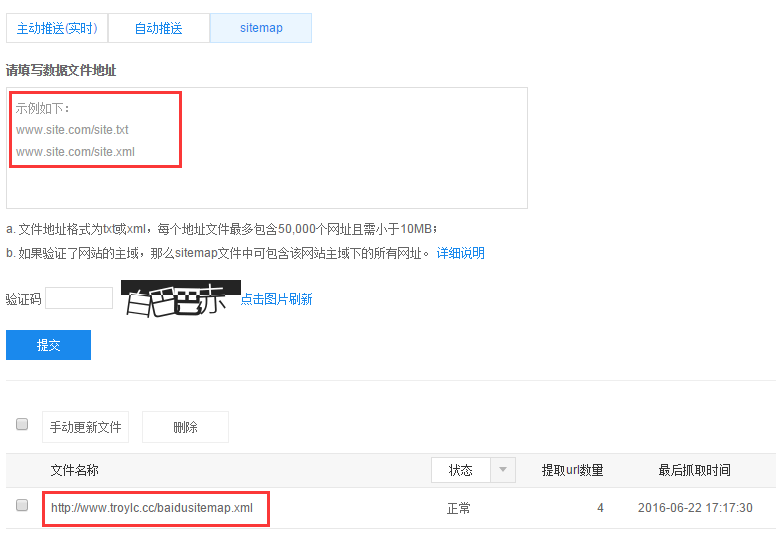 主动推送(实时) 自动推送 sitemap
请填写数据文件地址
示例如下:
www.site.com/site.txt
www.site.com/site.xml
a. 文件地址格式为txt或xml，每个地址文件最多包含50,000个网址且需小于10MB；
b. 如果验证了网站的主域，那么sitemap文件中可包含该网站主域下的所有网址。 详细说明
验证码 点击图片刷新
提交
手动更新文件 删除
文件名称 状态 提取url数量 最后抓取时间
http://www.troylc.cc/baidusitemap.xml 正常 4 2016-06-22 17:17:30